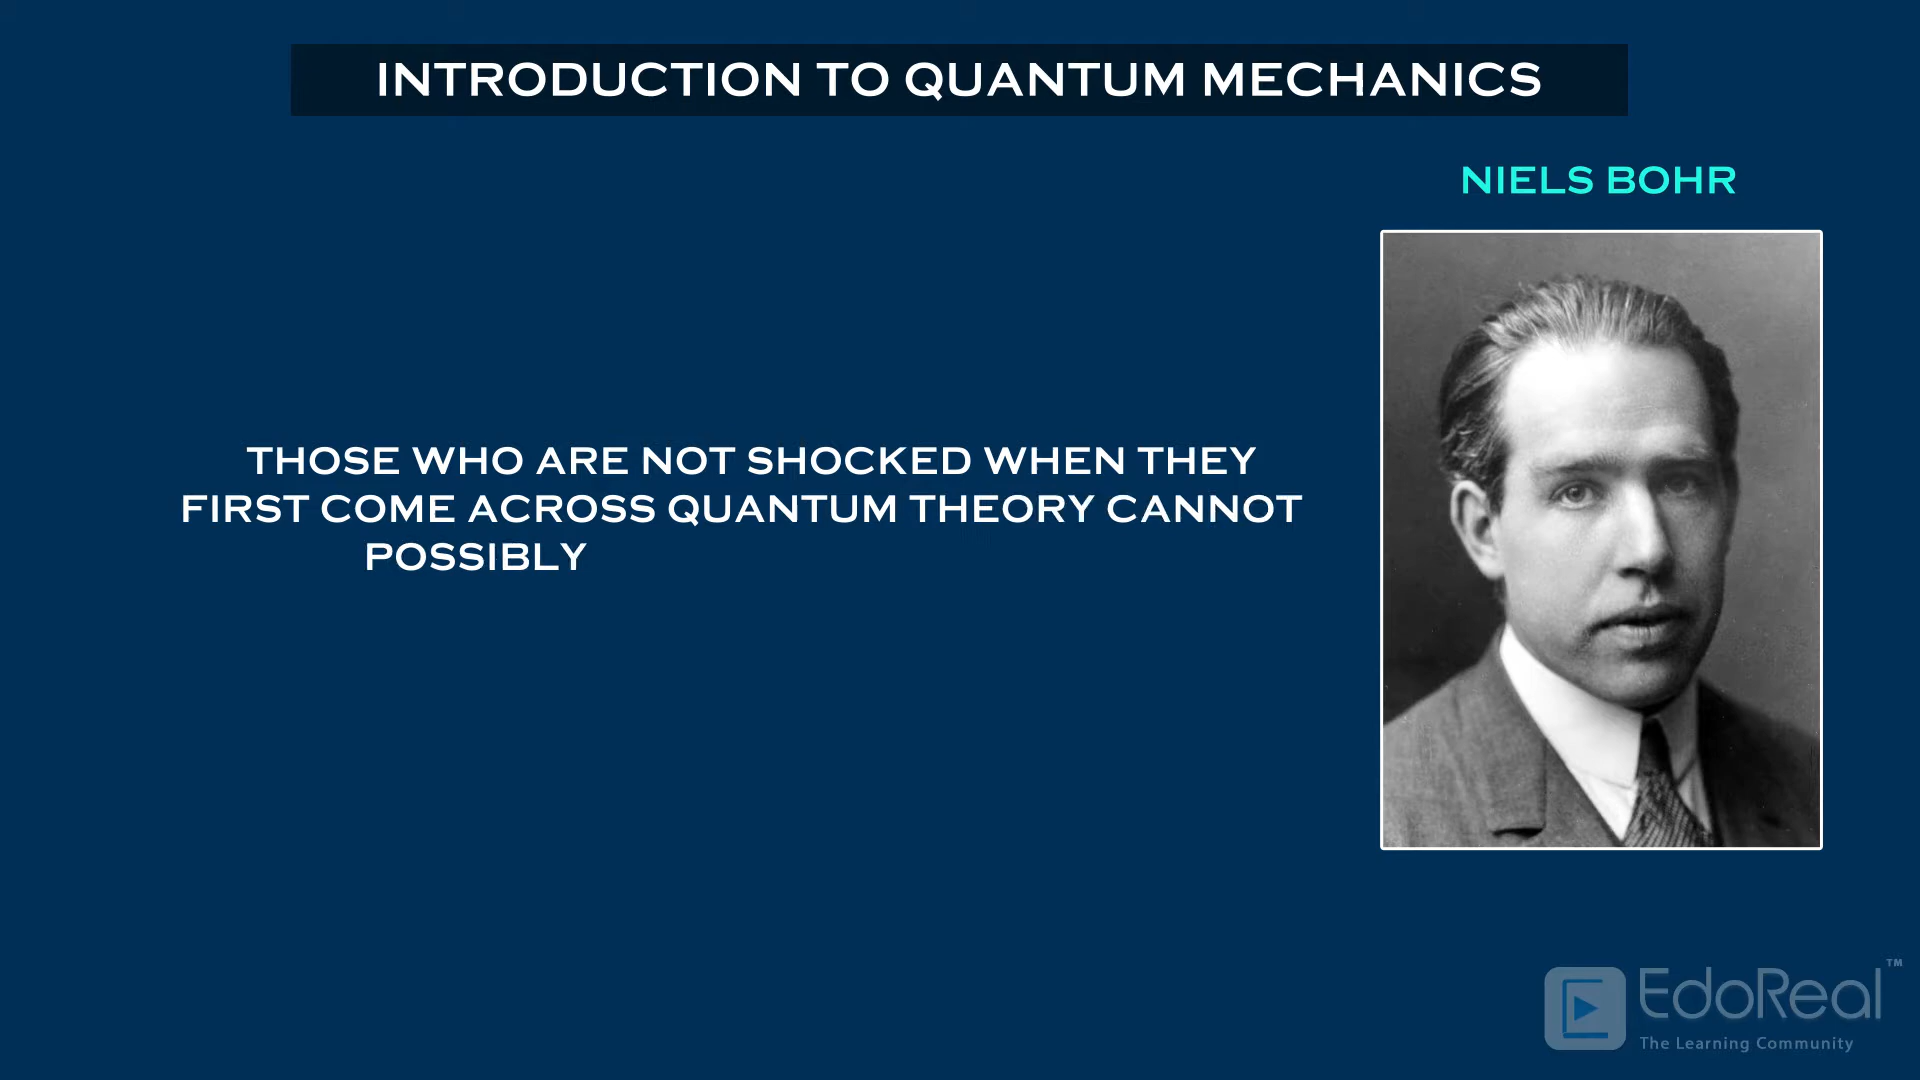 INTRODUCTION TO QUANTUM MECHANICS
NIELS BOHR
THOSE WHO ARE NOT SHOCKED WHEN THEY
FIRST COME ACROSS QUANTUM THEORY CANNOT
POSSIBLY
EdoReal™
The Learning Community